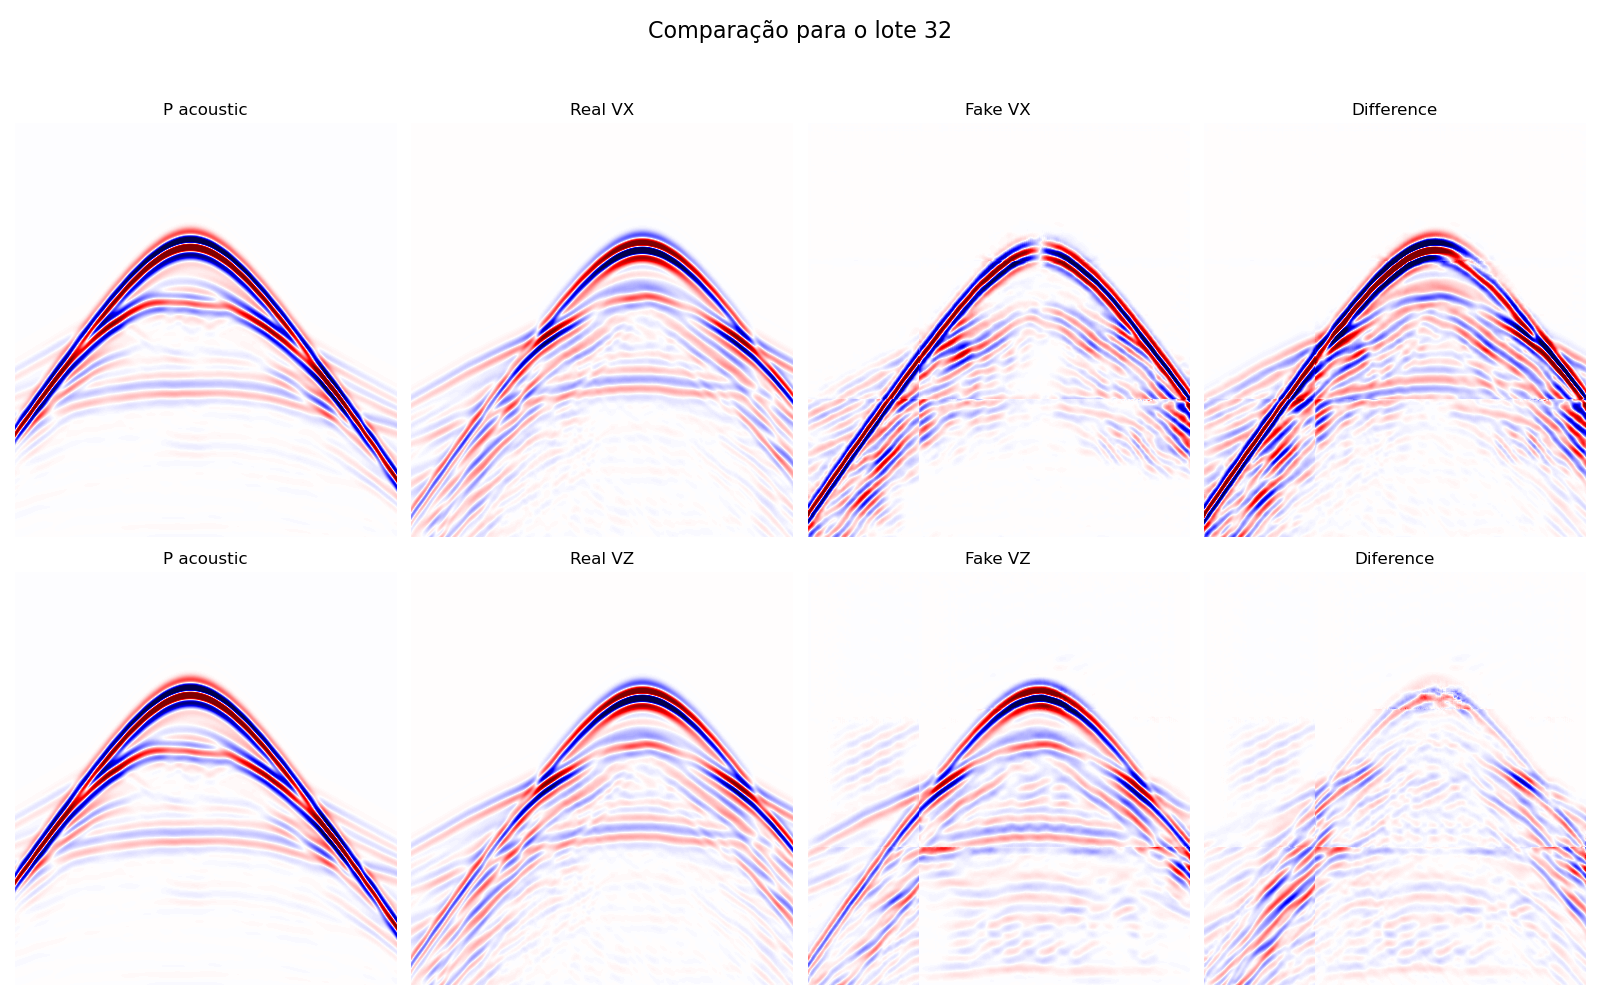 Comparação para o lote 32
P acoustic
Real VX
Fake VX
Difference
P acoustic
Real VZ
Fake VZ
Diference